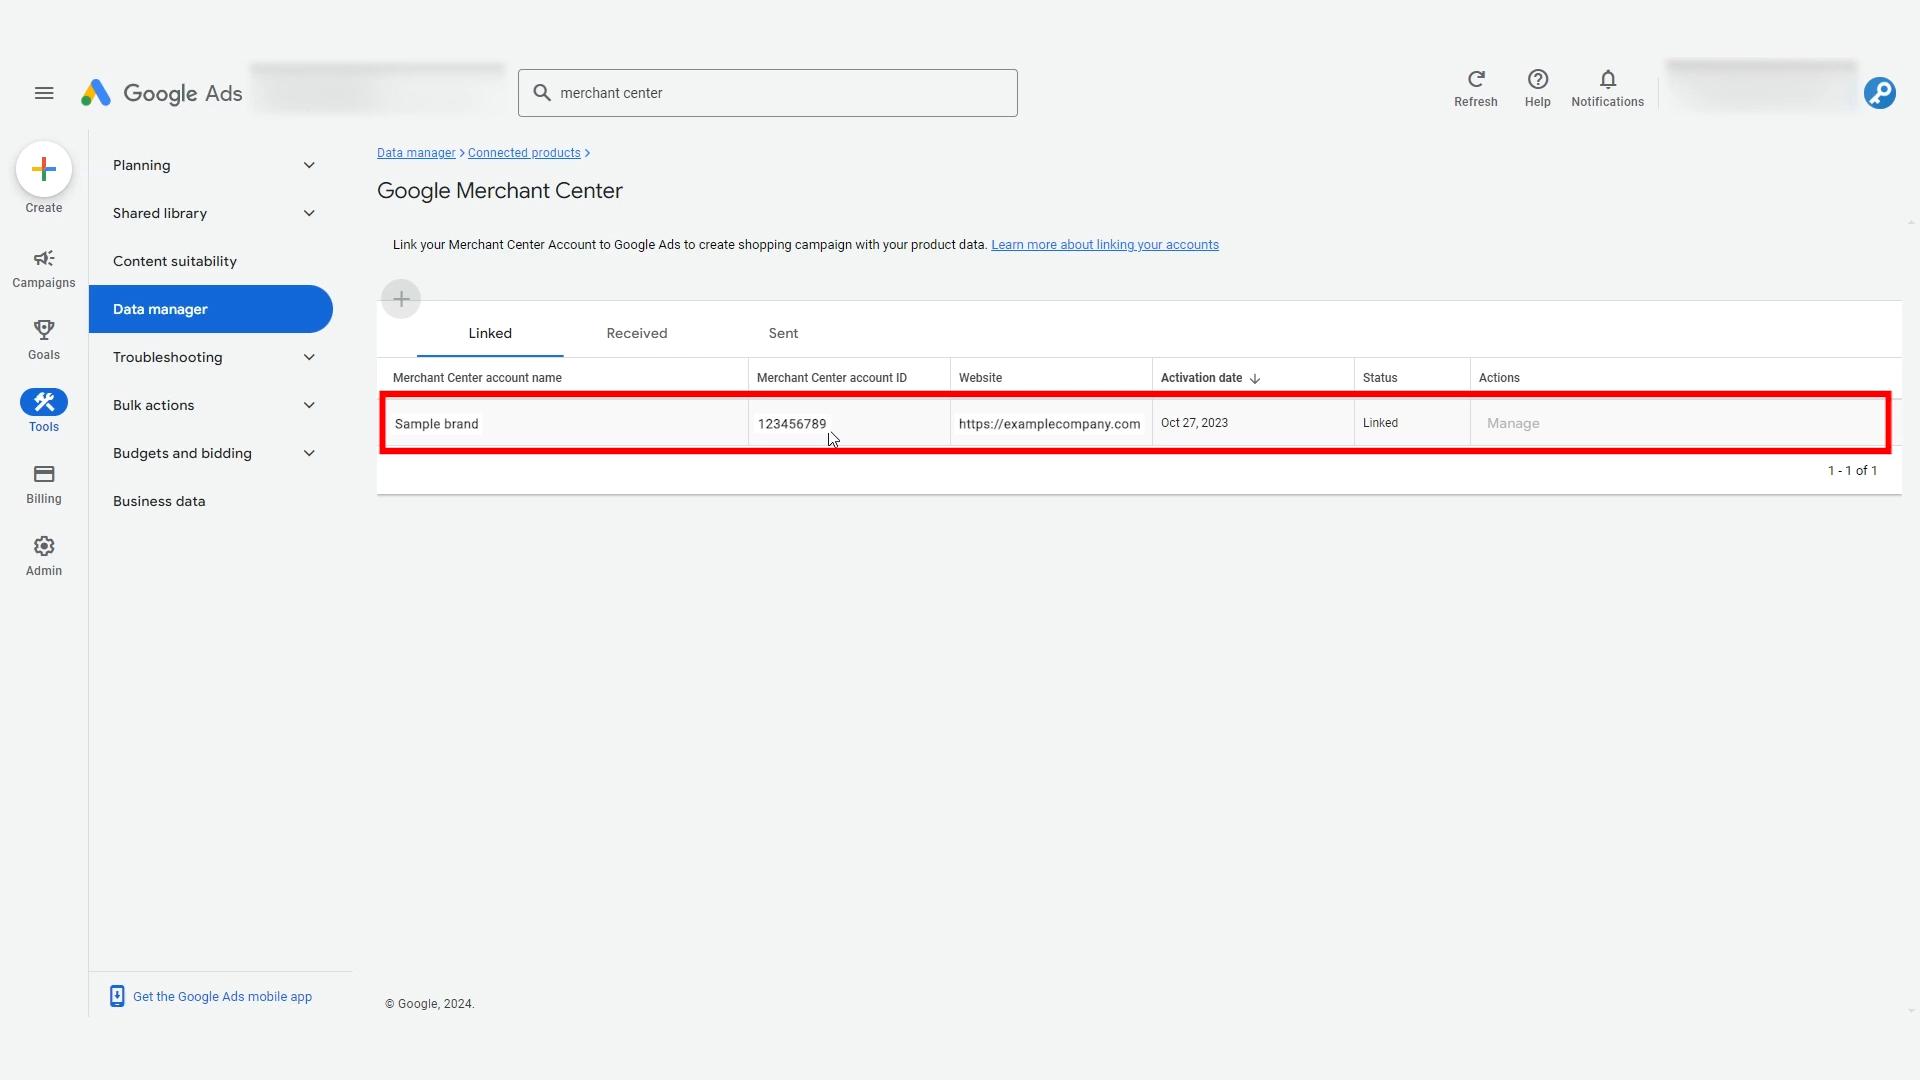 Google Ads
merchant center
Refresh
Help
Notifications
Create
Campaigns
Goals
Tools
Billing
Admin
Planning
Shared library
Content suitability
Data manager
Troubleshooting
Bulk actions
Budgets and bidding
Business data
Get the Google Ads mobile app
Data manager > Connected products >
Google Merchant Center
Link your Merchant Center Account to Google Ads to create shopping campaign with your product data. Learn more about linking your accounts
Linked Received Sent
Merchant Center account name Merchant Center account ID Website Activation date Status Actions
Sample brand 123456789 https://examplecompany.com Oct 27, 2023 Linked Manage
1 - 1 of 1
© Google, 2024.